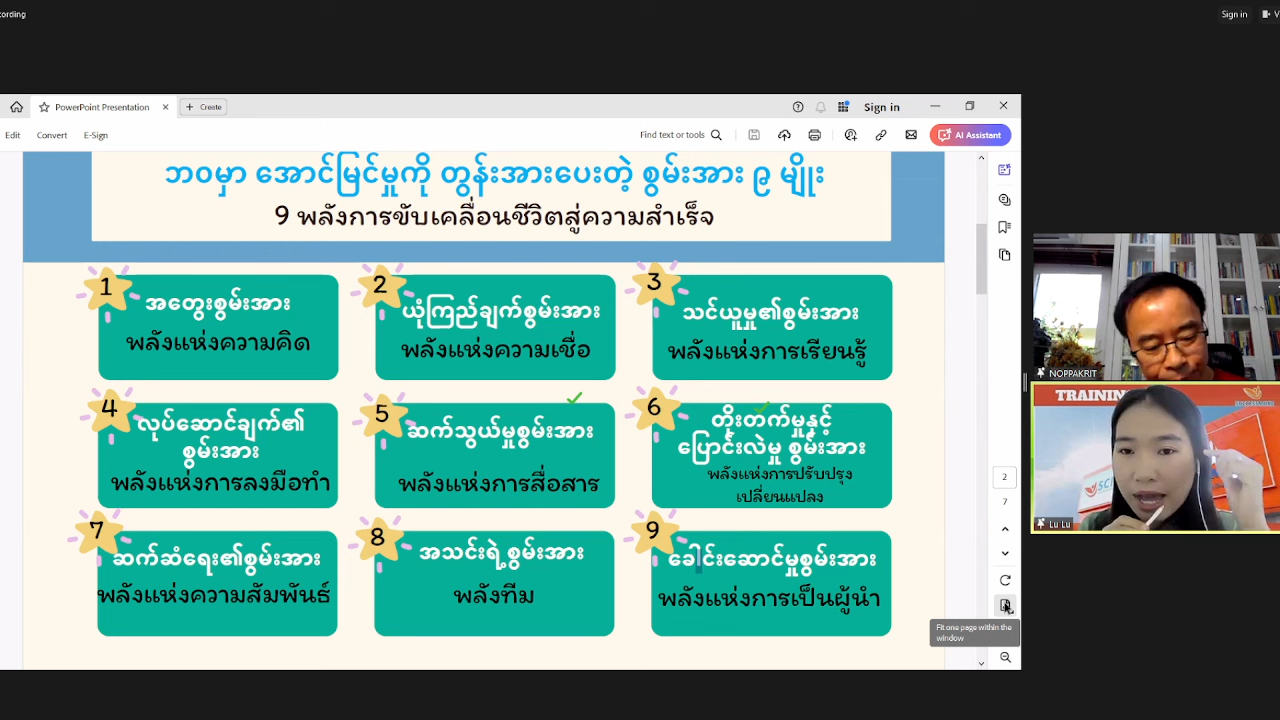 cording
Sign in
V
PowerPoint Presentation
Create
Sign in
Edit
Convert
E-Sign
Find text or tools
AI Assistant
ဘဝမှာ အောင်မြင်မှုကို တွန်းအားပေးတဲ့ စွမ်းအား ၉ မျိုး
9 พลังการขับเคลื่อนชีวิตสู่ความสำเร็จ
1
အတွေးစွမ်းအား
พลังแห่งความคิด
2
ယုံကြည်ချက်စွမ်းအား
พลังแห่งความเชื่อ
3
သင်ယူမှု၏စွမ်းအား
พลังแห่งการเรียนรู้
4
လုပ်ဆောင်ချက်၏
စွမ်းအား
พลังแห่งการลงมือทำ
5
ဆက်သွယ်မှုစွမ်းအား
พลังแห่งการสื่อสาร
6
တိုးတက်မှုနှင့်
ပြောင်းလဲမှု စွမ်းအား
พลังแห่งการปรับปรุง
เปลี่ยนแปลง
7
ဆက်ဆံရေး၏စွမ်းအား
พลังแห่งความสัมพันธ์
8
အသင်းရဲ့စွမ်းအား
พลังทีม
9
ခေါင်းဆောင်မှုစွမ်းအား
พลังแห่งการเป็นผู้นำ
2
7
Fit one page within the
window
NOPPAKRIT
TRAINING
Lu Lu